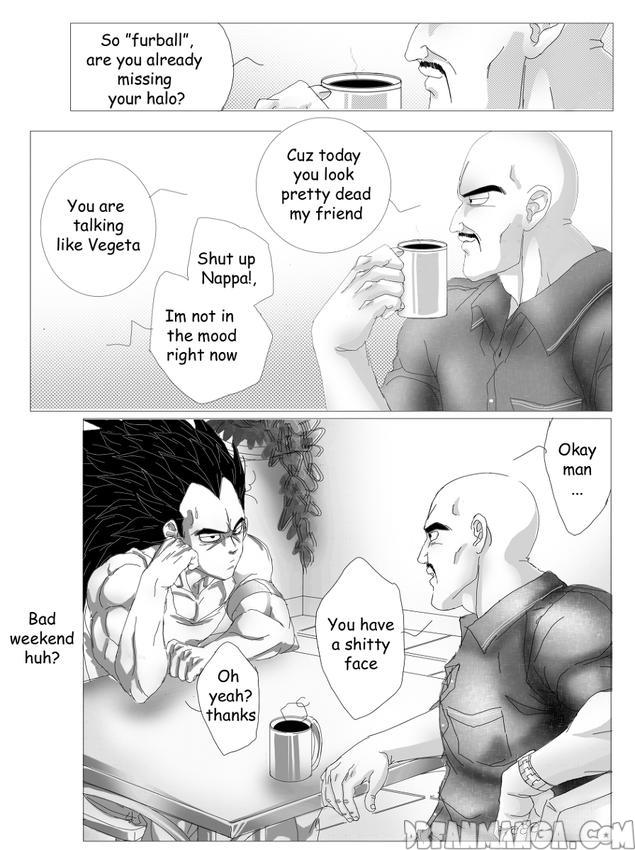 So "furball",
are you already
missing
your halo?
Cuz today
you look
pretty dead
my friend
You are
talking
like Vegeta
Shut up
Nappa!,
Im not in
the mood
right now
Okay
man
...
You have
a shitty
face
Oh
yeah?
thanks
Bad
weekend
huh?
DBFANMANGA.COM